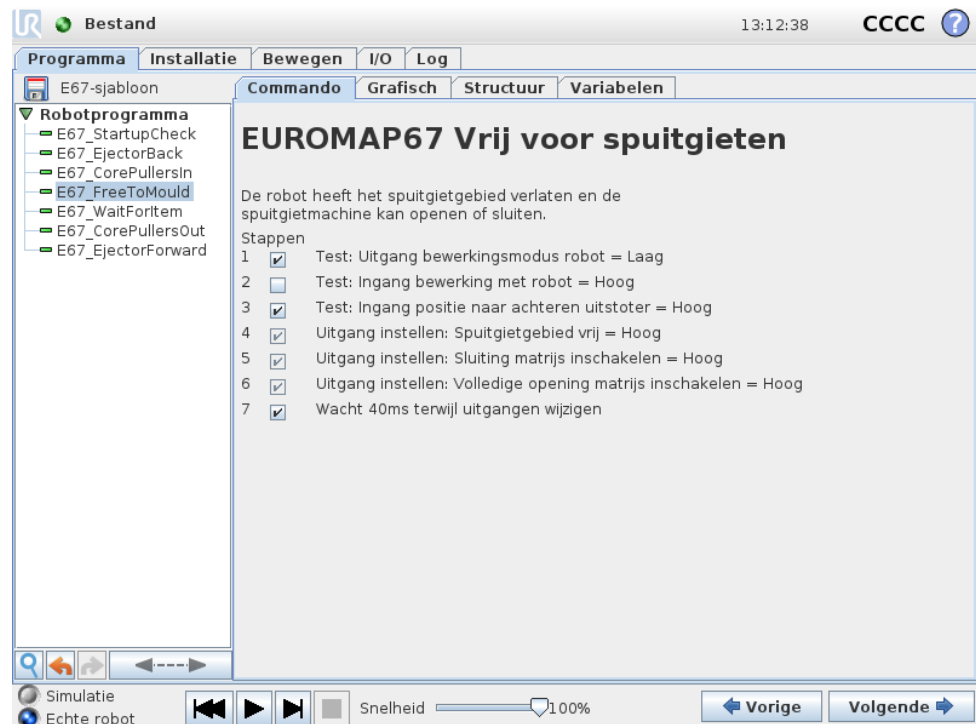 UR Bestand 13:12:38 CCCC ?
Programma Installatie Bewegen I/O Log
E67-sjabloon
Commando Grafisch Structuur Variabelen
Robotprogramma
E67_StartupCheck
E67_EjectorBack
E67_CorePullersIn
E67_FreeToMould
E67_WaitForItem
E67_CorePullersOut
E67_EjectorForward
EUROMAP67 Vrij voor spuitgieten
De robot heeft het spuitgietgebied verlaten en de
spuitgietmachine kan openen of sluiten.
Stappen
1 Test: Uitgang bewerkingsmodus robot = Laag
2 Test: Ingang bewerking met robot = Hoog
3 Test: Ingang positie naar achteren uitstoter = Hoog
4 Uitgang instellen: Spuitgietgebied vrij = Hoog
5 Uitgang instellen: Sluiting matrijs inschakelen = Hoog
6 Uitgang instellen: Volledige opening matrijs inschakelen = Hoog
7 Wacht 40ms terwijl uitgangen wijzigen
Simulatie
Echte robot
Snelheid 100%
Vorige Volgende